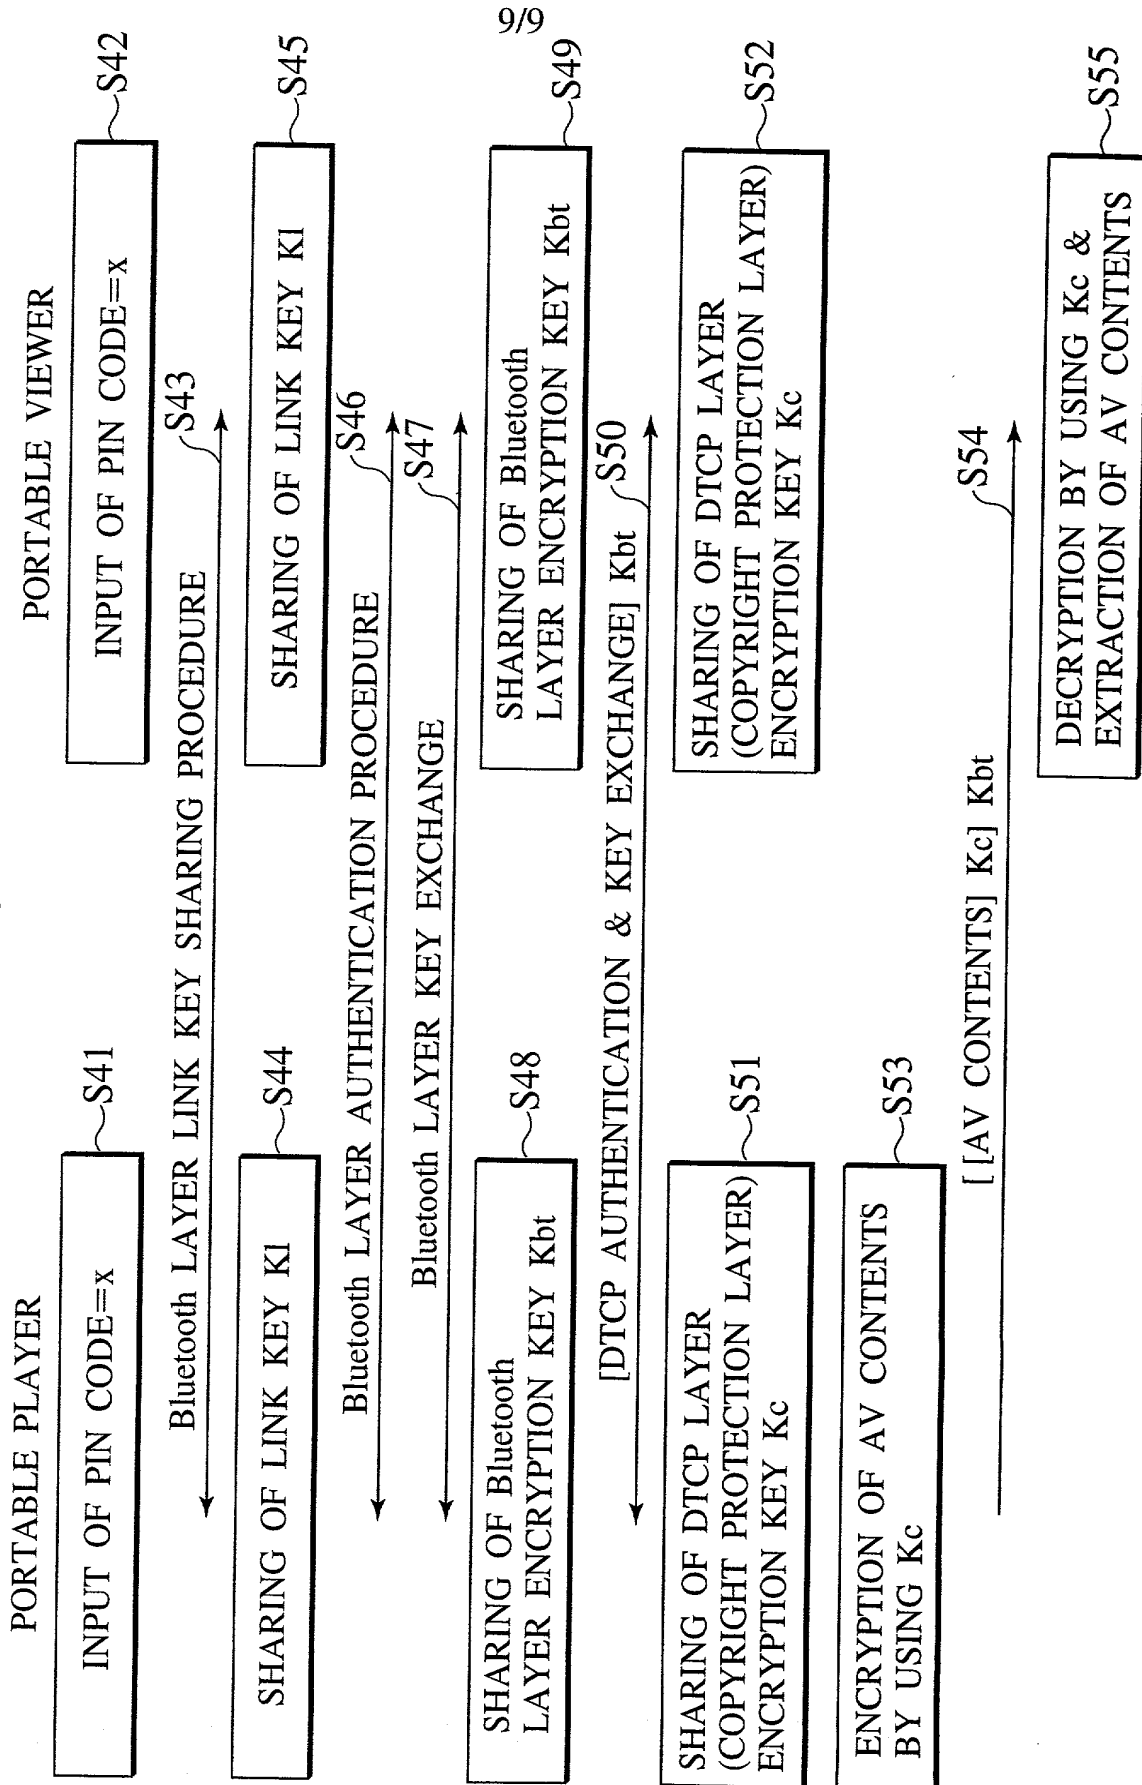 9/9
PORTABLE PLAYER
PORTABLE VIEWER
INPUT OF PIN CODE=x
S41
INPUT OF PIN CODE=x
S42
Bluetooth LAYER LINK KEY SHARING PROCEDURE
S43
SHARING OF LINK KEY Kl
S44
SHARING OF LINK KEY Kl
S45
Bluetooth LAYER AUTHENTICATION PROCEDURE
S46
Bluetooth LAYER KEY EXCHANGE
S47
SHARING OF Bluetooth
LAYER ENCRYPTION KEY Kbt
S48
SHARING OF Bluetooth
LAYER ENCRYPTION KEY Kbt
S49
[DTCP AUTHENTICATION & KEY EXCHANGE] Kbt
S50
SHARING OF DTCP LAYER
(COPYRIGHT PROTECTION LAYER)
ENCRYPTION KEY Kc
S51
SHARING OF DTCP LAYER
(COPYRIGHT PROTECTION LAYER)
ENCRYPTION KEY Kc
S52
ENCRYPTION OF AV CONTENTS
BY USING Kc
S53
[ [AV CONTENTS] Kc] Kbt
S54
DECRYPTION BY USING Kc &
EXTRACTION OF AV CONTENTS
S55